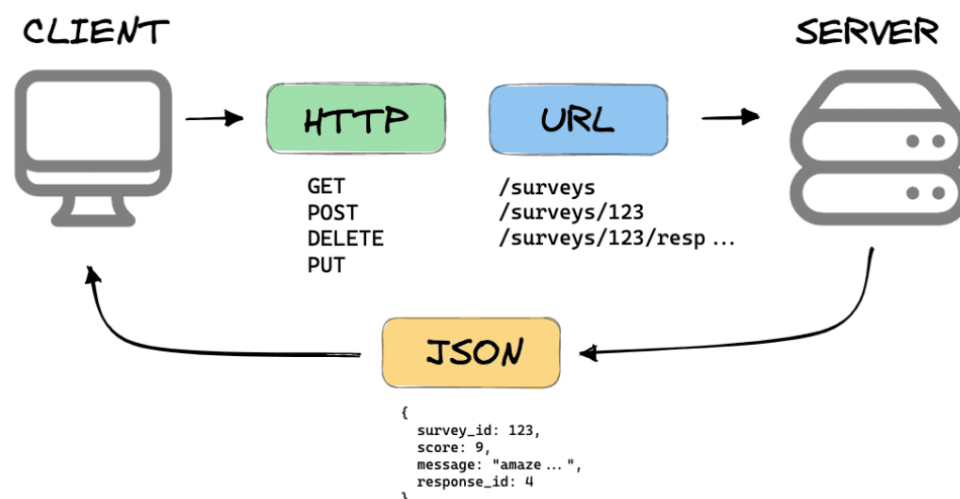 CLIENT
SERVER
HTTP
URL
GET
POST
DELETE
PUT
/surveys
/surveys/123
/surveys/123/resp...
JSON
{
survey_id: 123,
score: 9,
message: "amaze...",
response_id: 4
}